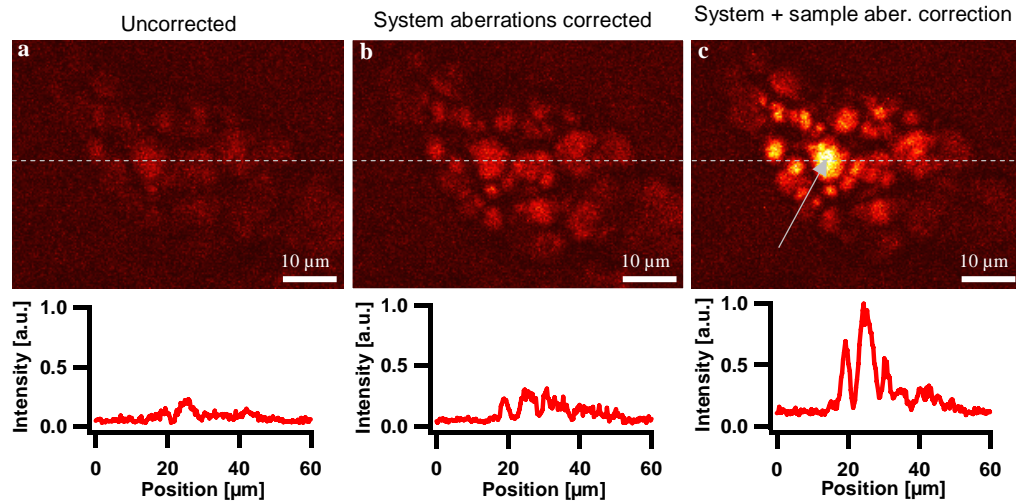 Uncorrected
System aberrations corrected
System + sample aber. correction
a
b
c
10 µm
10 µm
10 µm
1.0
0.5
0.0
Intensity [a.u.]
0 20 40 60
Position [µm]
1.0
0.5
0.0
Intensity [a.u.]
0 20 40 60
Position [µm]
1.0
0.5
0.0
Intensity [a.u.]
0 20 40 60
Position [µm]